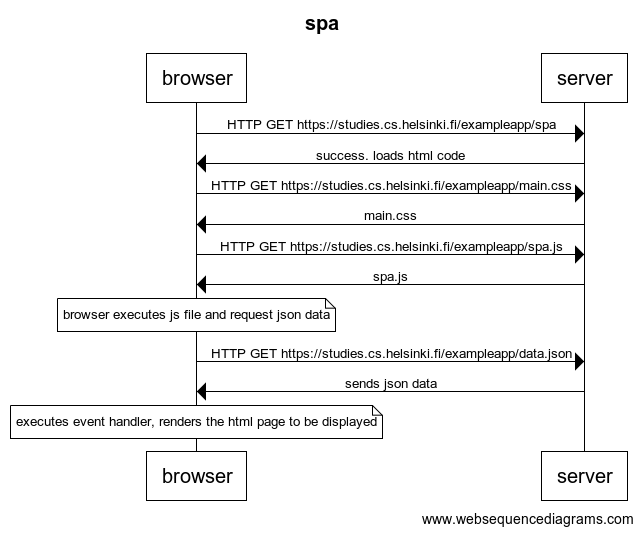 spa
browser server
HTTP GET https://studies.cs.helsinki.fi/exampleapp/spa
success. loads html code
HTTP GET https://studies.cs.helsinki.fi/exampleapp/main.css
main.css
HTTP GET https://studies.cs.helsinki.fi/exampleapp/spa.js
spa.js
browser executes js file and request json data
HTTP GET https://studies.cs.helsinki.fi/exampleapp/data.json
sends json data
executes event handler, renders the html page to be displayed
browser server
www.websequencediagrams.com